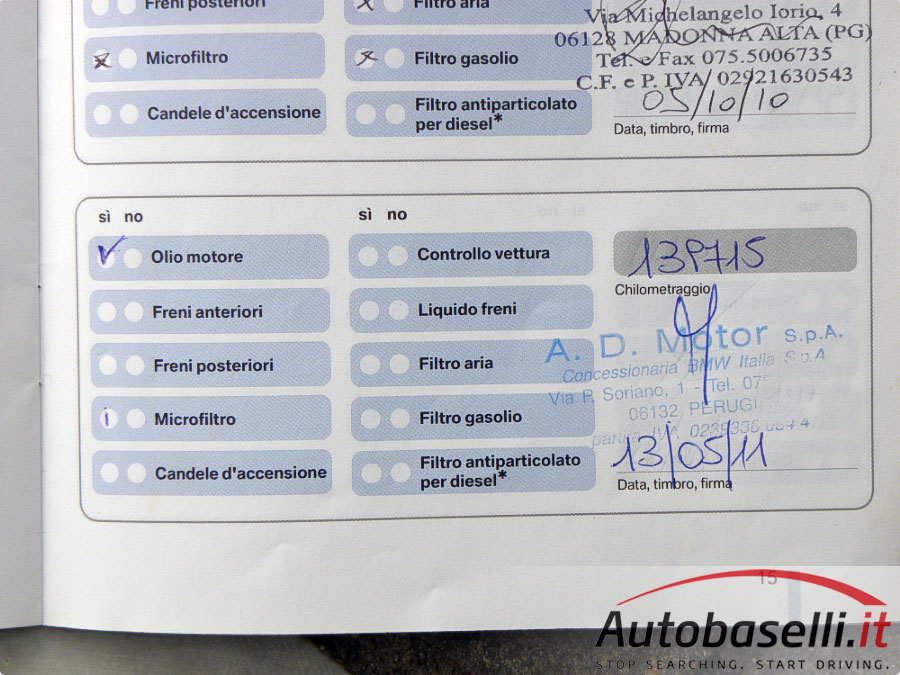 Freni posteriori
Filtro aria
Via Michelangelo Iorio, 4
06128 MADONNA ALTA (PG)
Microfiltro
Filtro gasolio
Tel. e Fax 075.5006735
C.F. e P. IVA 02921630543
Candele d'accensione
Filtro antiparticolato
per diesel*
05/10/10
Data, timbro, firma
sì no
sì no
Olio motore
Controllo vettura
139715
Chilometraggio
Freni anteriori
Liquido freni
A. D. Motor S.p.A.
Concessionaria BMW Italia S.p.A
Freni posteriori
Filtro aria
Via P. Soriano, 1 - Tel. 07
06132 PERUGI
Microfiltro
Filtro gasolio
13/05/11
Candele d'accensione
Filtro antiparticolato
per diesel*
Data, timbro, firma
15
Autobaselli.it
STOP SEARCHING. START DRIVING.